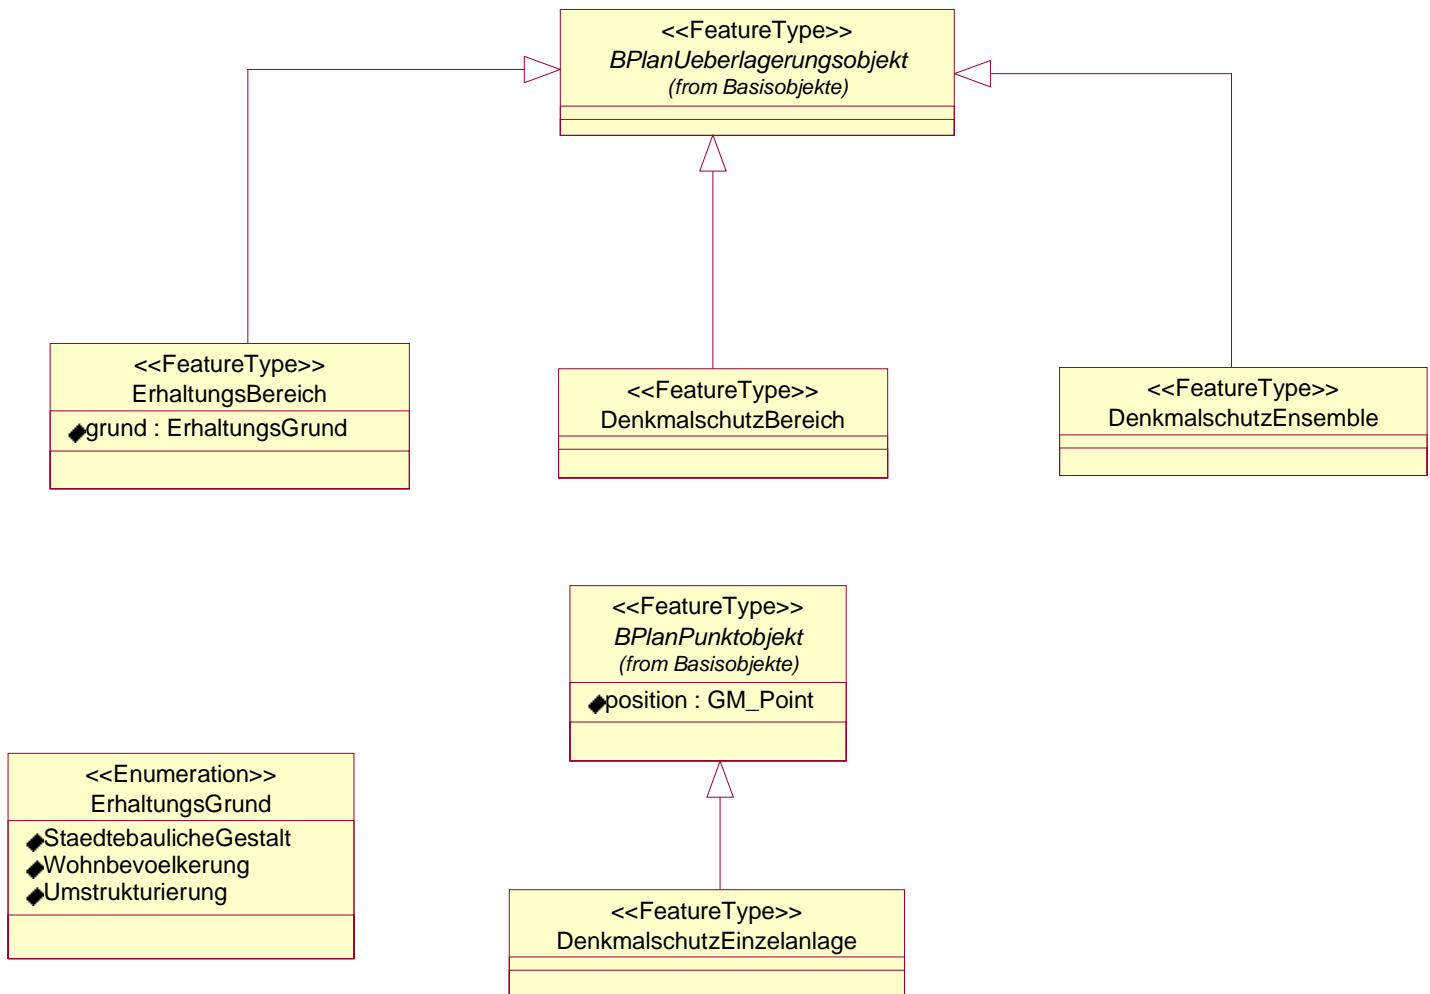 <<FeatureType>>
BPlanUeberlagerungsobjekt
(from Basisobjekte)
<<FeatureType>>
ErhaltungsBereich
grund : ErhaltungsGrund
<<FeatureType>>
DenkmalschutzBereich
<<FeatureType>>
DenkmalschutzEnsemble
<<FeatureType>>
BPlanPunktobjekt
(from Basisobjekte)
position : GM_Point
<<Enumeration>>
ErhaltungsGrund
StaedtebaulicheGestalt
Wohnbevoelkerung
Umstrukturierung
<<FeatureType>>
DenkmalschutzEinzelanlage